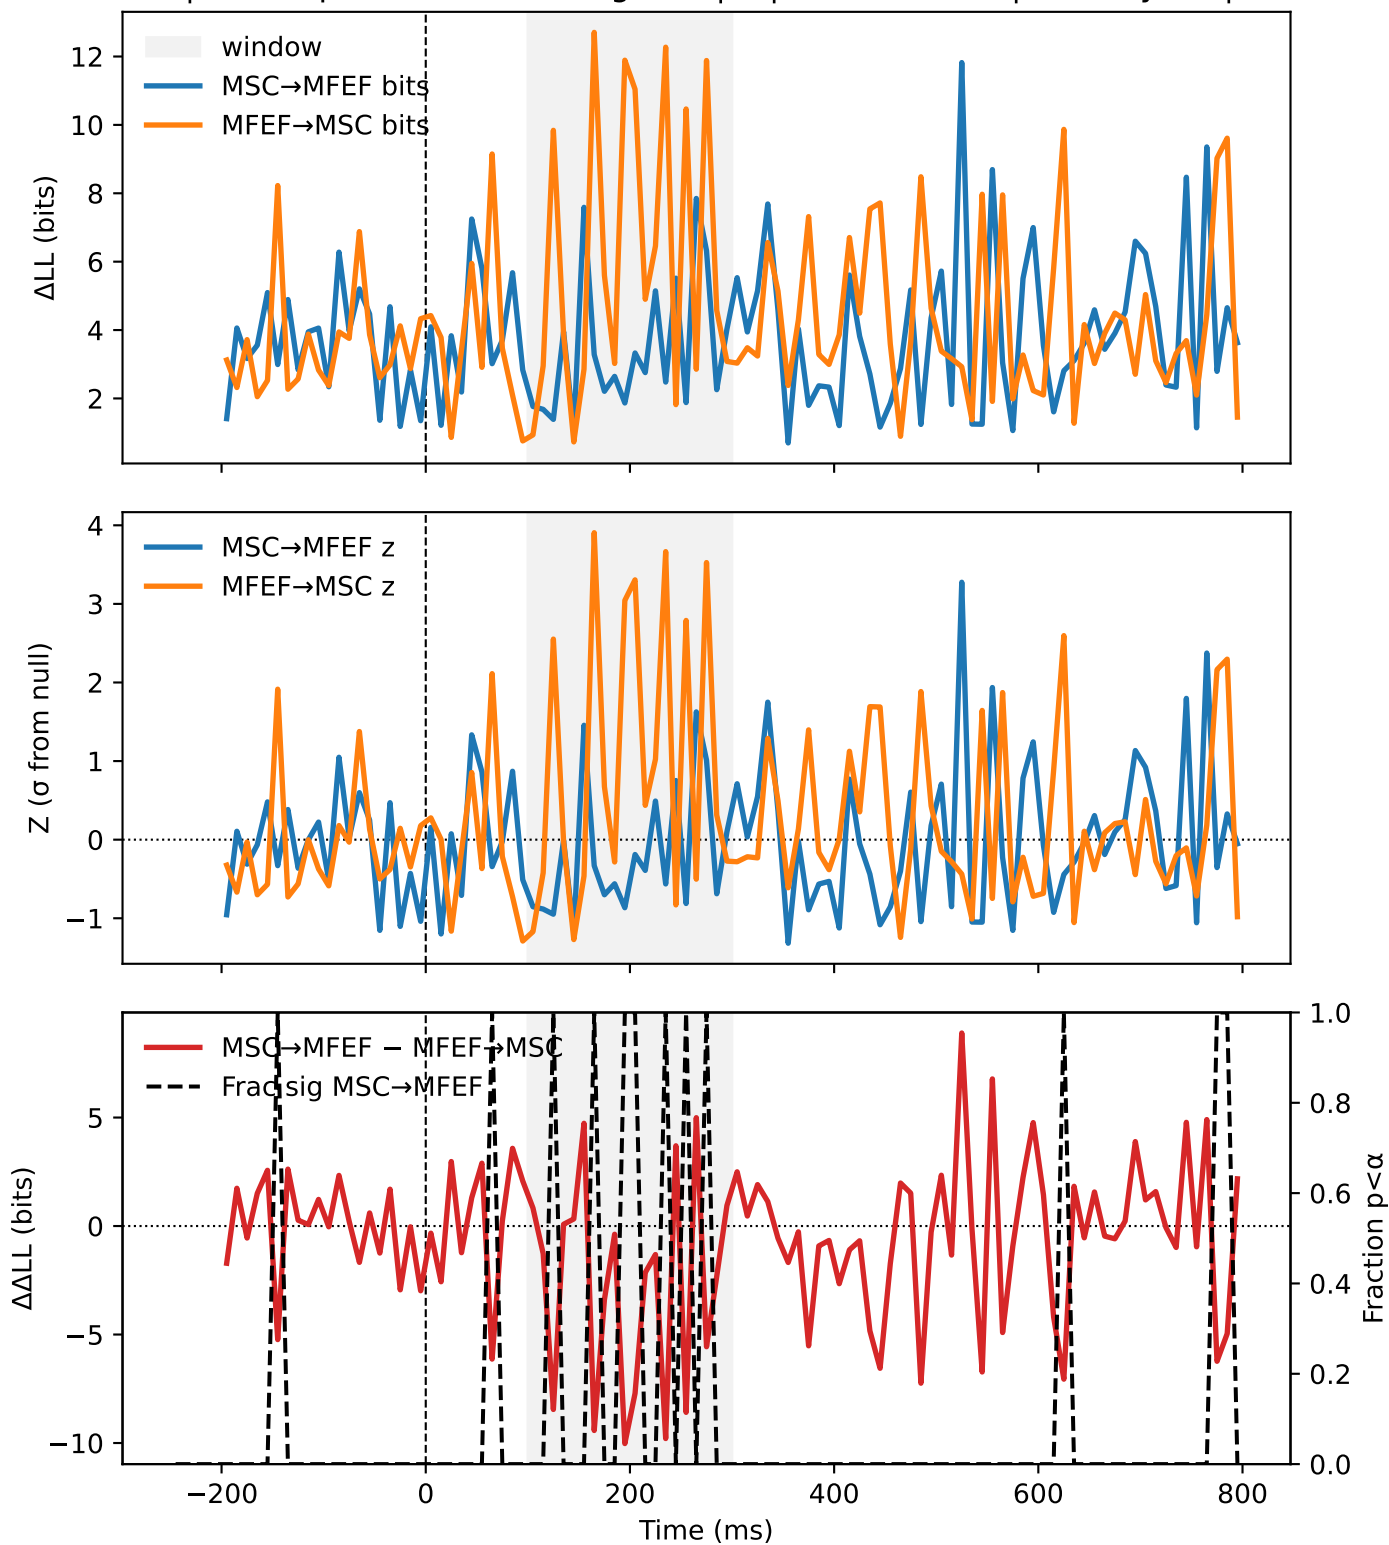 12
10
8
6
4
2
ΔLL (bits)
window
MSC→MFEF bits
MFEF→MSC bits
4
3
2
1
0
−1
Z (σ from null)
MSC→MFEF z
MFEF→MSC z
5
0
−5
−10
ΔΔLL (bits)
MSC→MFEF − MFEF→MSC
Frac sig MSC→MFEF
1.0
0.8
0.6
0.4
0.2
0.0
Fraction p<α
−200 0 200 400 600 800
Time (ms)